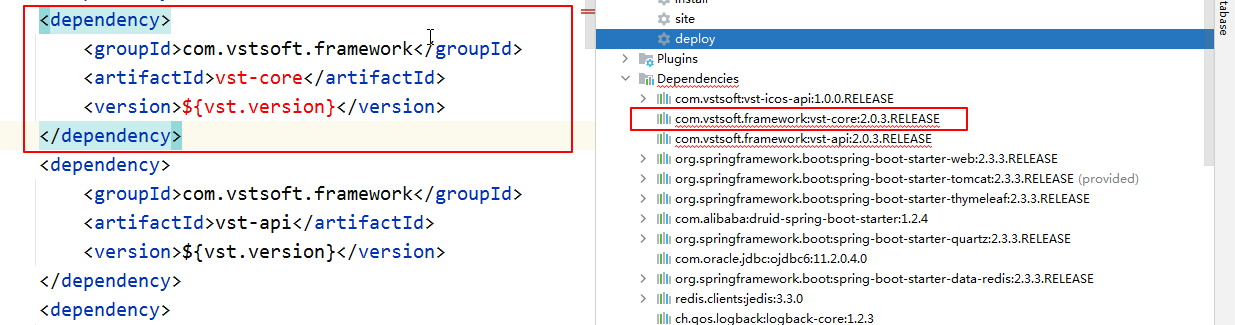 <dependency>
<groupId>com.vstsoft.framework</groupId>
<artifactId>vst-core</artifactId>
<version>${vst.version}</version>
</dependency>
<dependency>
<groupId>com.vstsoft.framework</groupId>
<artifactId>vst-api</artifactId>
<version>${vst.version}</version>
</dependency>
<dependency>
install
site
deploy
Plugins
Dependencies
com.vstsoft:vst-icos-api:1.0.0.RELEASE
com.vstsoft.framework:vst-core:2.0.3.RELEASE
com.vstsoft.framework:vst-api:2.0.3.RELEASE
org.springframework.boot:spring-boot-starter-web:2.3.3.RELEASE
org.springframework.boot:spring-boot-starter-tomcat:2.3.3.RELEASE (provided)
org.springframework.boot:spring-boot-starter-thymeleaf:2.3.3.RELEASE
com.alibaba:druid-spring-boot-starter:1.2.4
org.springframework.boot:spring-boot-starter-quartz:2.3.3.RELEASE
com.oracle.jdbc:ojdbc6:11.2.0.4.0
org.springframework.boot:spring-boot-starter-data-redis:2.3.3.RELEASE
redis.clients:jedis:3.3.0
ch.qos.logback:logback-core:1.2.3
tabase